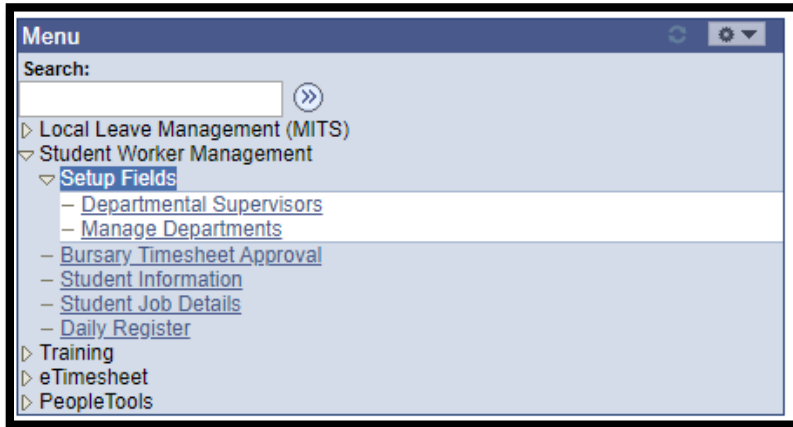 Menu
Search:
Local Leave Management (MITS)
Student Worker Management
Setup Fields
– Departmental Supervisors
– Manage Departments
– Bursary Timesheet Approval
– Student Information
– Student Job Details
– Daily Register
Training
eTimesheet
PeopleTools